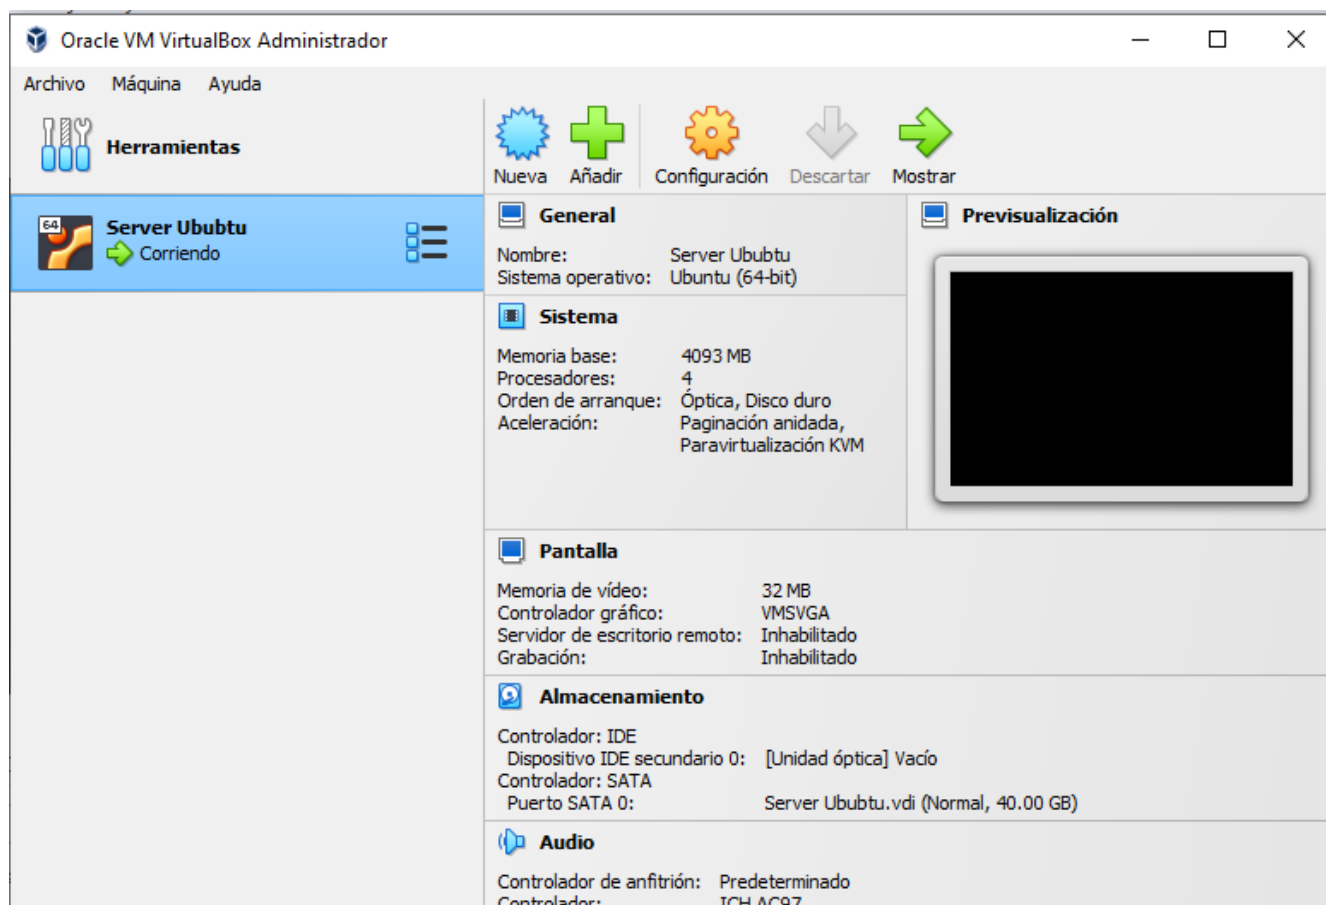 Oracle VM VirtualBox Administrador
Archivo Máquina Ayuda
Herramientas
Nueva Añadir Configuración Descartar Mostrar
64
Server Ububtu
Corriendo
General
Nombre: Server Ububtu
Sistema operativo: Ubuntu (64-bit)
Previsualización
Sistema
Memoria base: 4093 MB
Procesadores: 4
Orden de arranque: Óptica, Disco duro
Aceleración: Paginación anidada,
Paravirtualización KVM
Pantalla
Memoria de vídeo: 32 MB
Controlador gráfico: VMSVGA
Servidor de escritorio remoto: Inhabilitado
Grabación: Inhabilitado
Almacenamiento
Controlador: IDE
Dispositivo IDE secundario 0: [Unidad óptica] Vacío
Controlador: SATA
Puerto SATA 0: Server Ububtu.vdi (Normal, 40.00 GB)
Audio
Controlador de anfitrión: Predeterminado
Controlador: ICH AC97